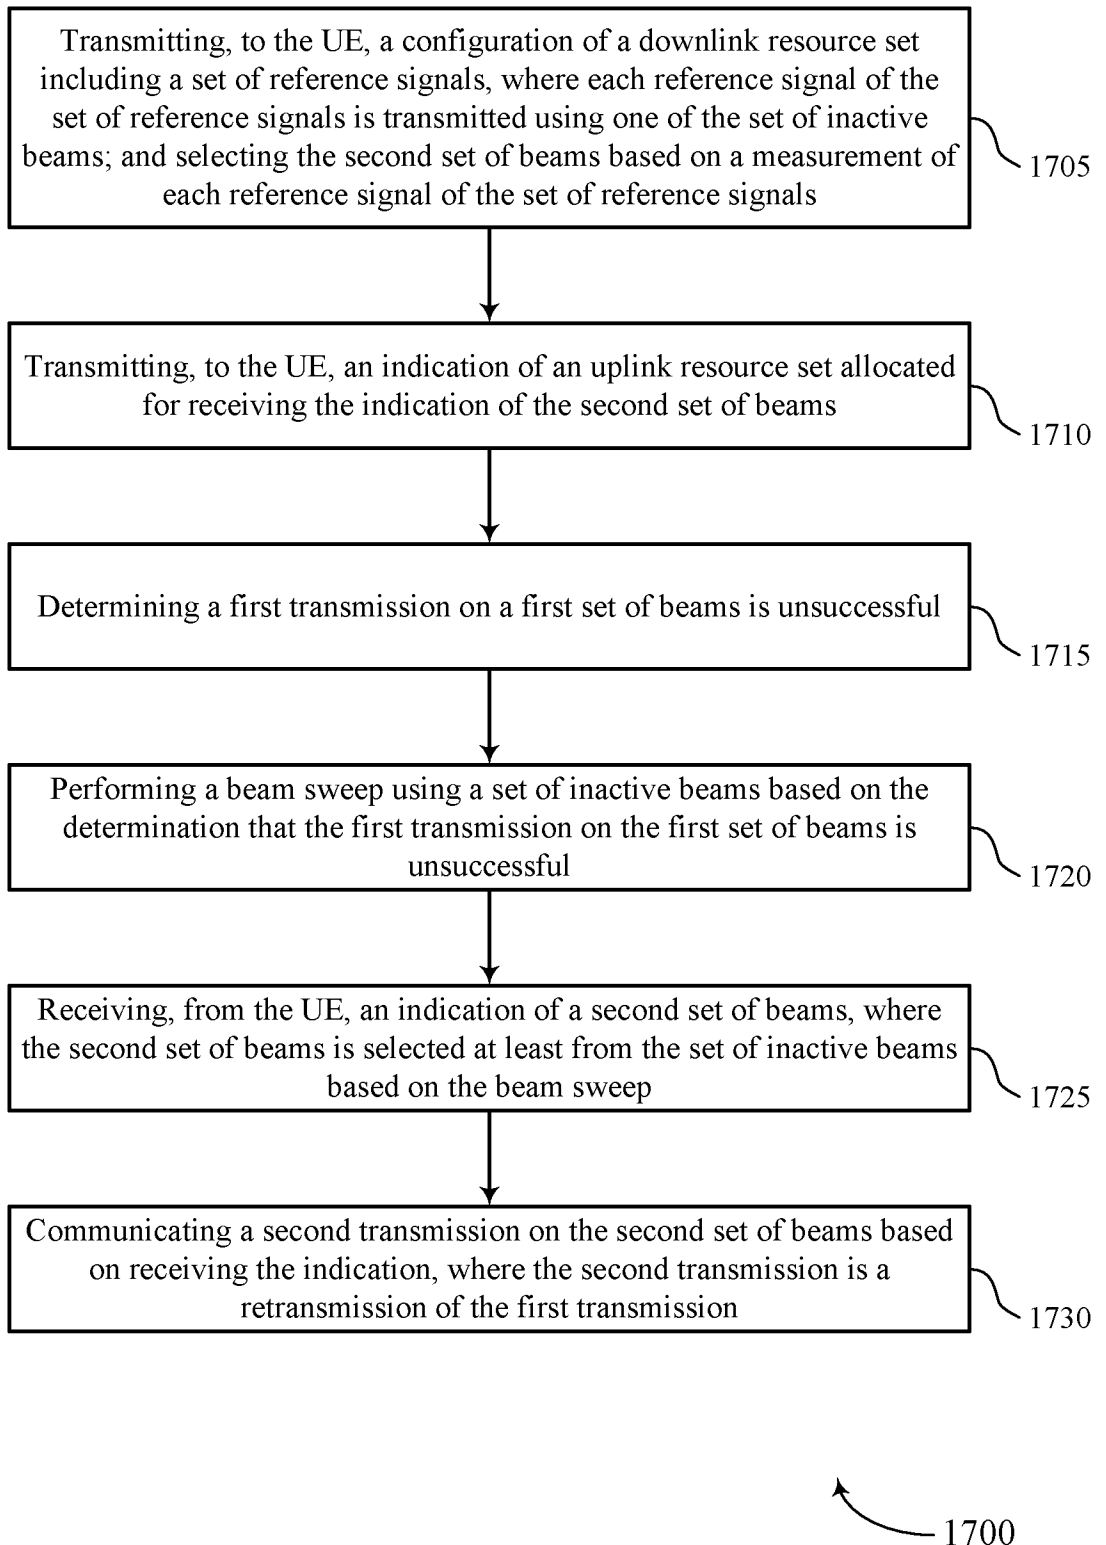 Transmitting, to the UE, a configuration of a downlink resource set
including a set of reference signals, where each reference signal of the
set of reference signals is transmitted using one of the set of inactive
beams; and selecting the second set of beams based on a measurement of
each reference signal of the set of reference signals
1705
Transmitting, to the UE, an indication of an uplink resource set allocated
for receiving the indication of the second set of beams
1710
Determining a first transmission on a first set of beams is unsuccessful
1715
Performing a beam sweep using a set of inactive beams based on the
determination that the first transmission on the first set of beams is
unsuccessful
1720
Receiving, from the UE, an indication of a second set of beams, where
the second set of beams is selected at least from the set of inactive beams
based on the beam sweep
1725
Communicating a second transmission on the second set of beams based
on receiving the indication, where the second transmission is a
retransmission of the first transmission
1730
1700